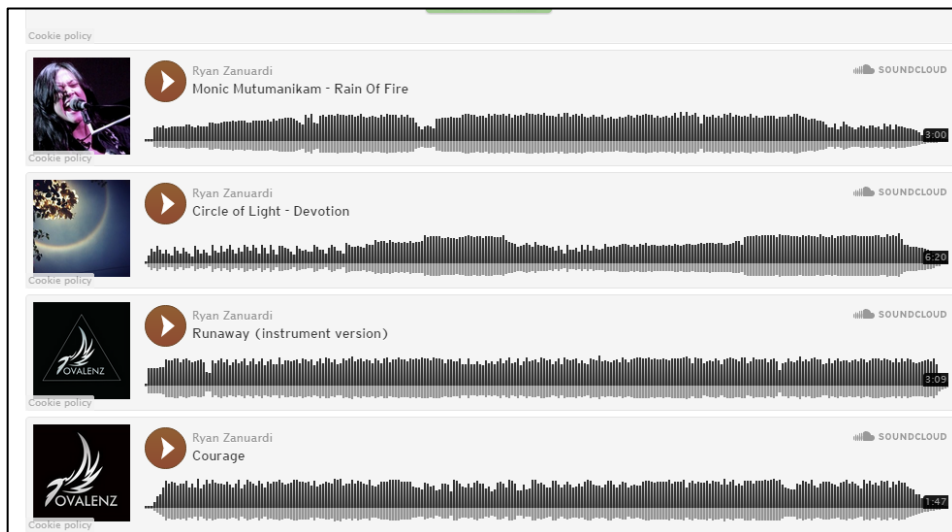 Cookie policy
Ryan Zanuardi
SOUNDCLOUD
Monic Mutumanikam - Rain Of Fire
3:00
Cookie policy
Ryan Zanuardi
SOUNDCLOUD
Circle of Light - Devotion
6:20
Cookie policy
Ryan Zanuardi
SOUNDCLOUD
Runaway (instrument version)
OVALENZ
3:09
Cookie policy
Ryan Zanuardi
SOUNDCLOUD
Courage
OVALENZ
1:47
Cookie policy